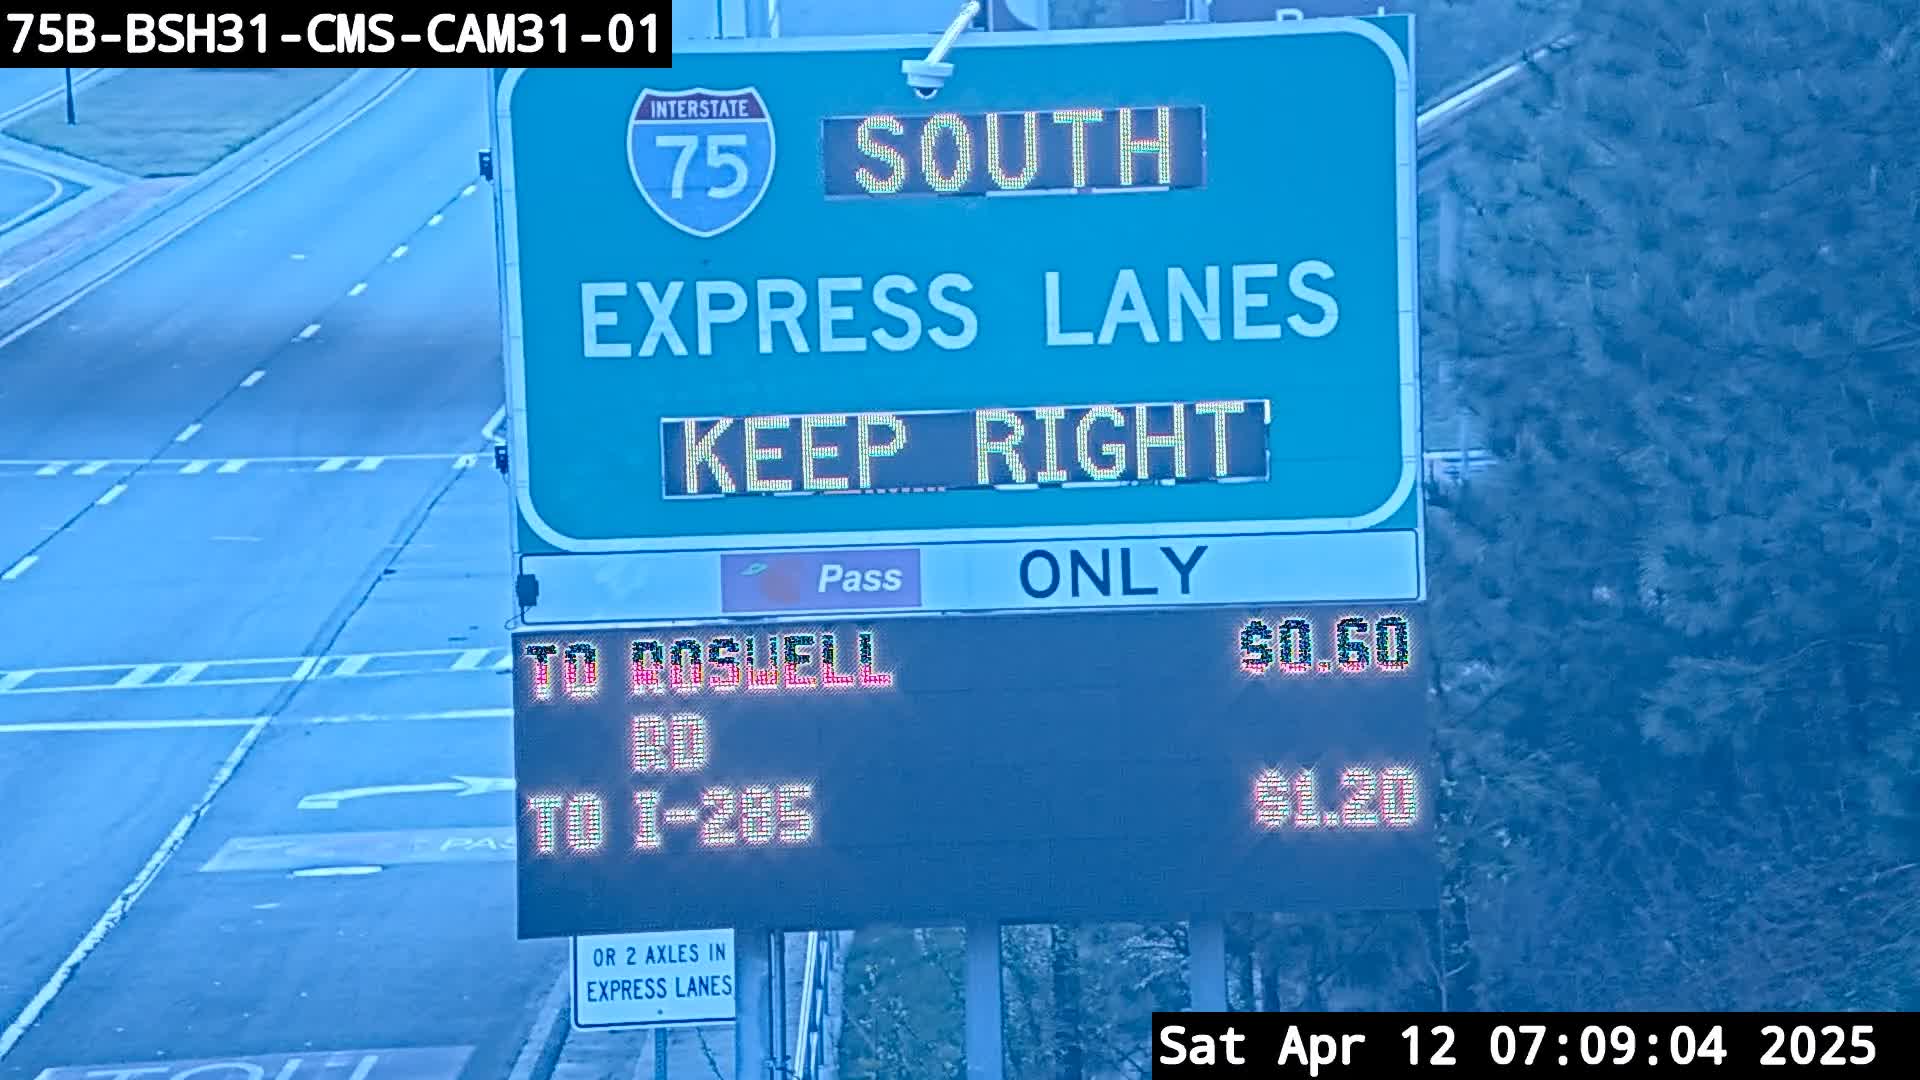 75B-BSH31-CMS-CAM31-01
INTERSTATE
75
SOUTH
EXPRESS LANES
KEEP RIGHT
Pass ONLY
TO ROSWELL $0.60
RD
TO I-285 $1.20
OR 2 AXLES IN
EXPRESS LANES
Sat Apr 12 07:09:04 2025